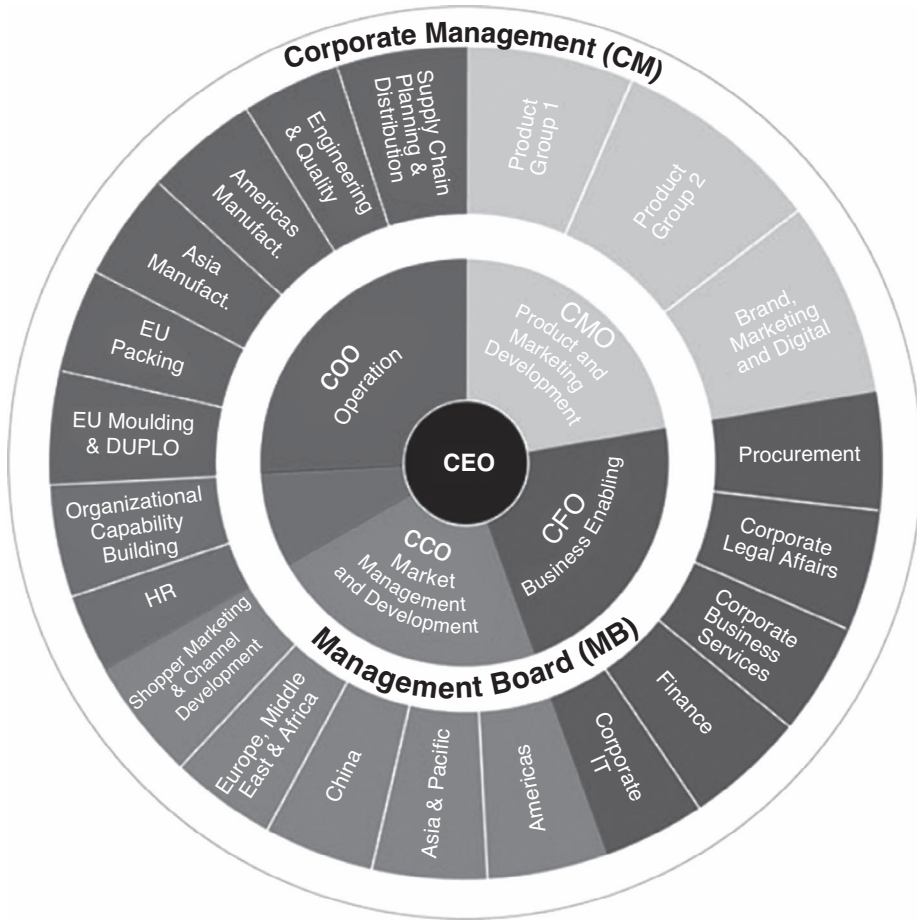 Corporate Management (CM)
Product
Group 1
Product
Group 2
Brand,
Marketing
and Digital
Procurement
Corporate
Legal Affairs
Corporate
Business
Services
Finance
Corporate
IT
Americas
Asia & Pacific
China
Europe, Middle
East & Africa
Shopper Marketing
& Channel
Development
HR
Organizational
Capability
Building
EU Moulding
& DUPLO
EU
Packing
Asia
Manufact.
Americas
Manufact.
Engineering
& Quality
Supply Chain
Planning &
Distribution
CMO
Product and
Marketing
Development
CFO
Business Enabling
CCO
Market
Management
and Development
COO
Operation
CEO
Management Board (MB)